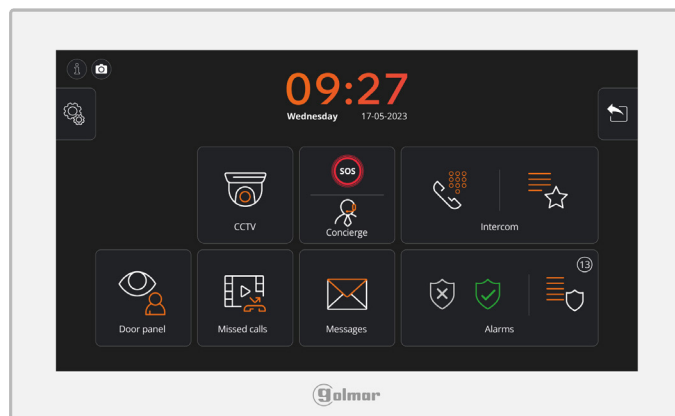 i
09:27
Wednesday 17-05-2023
SOS
CCTV
Concierge
Intercom
13
Door panel
Missed calls
Messages
Alarms
golmar